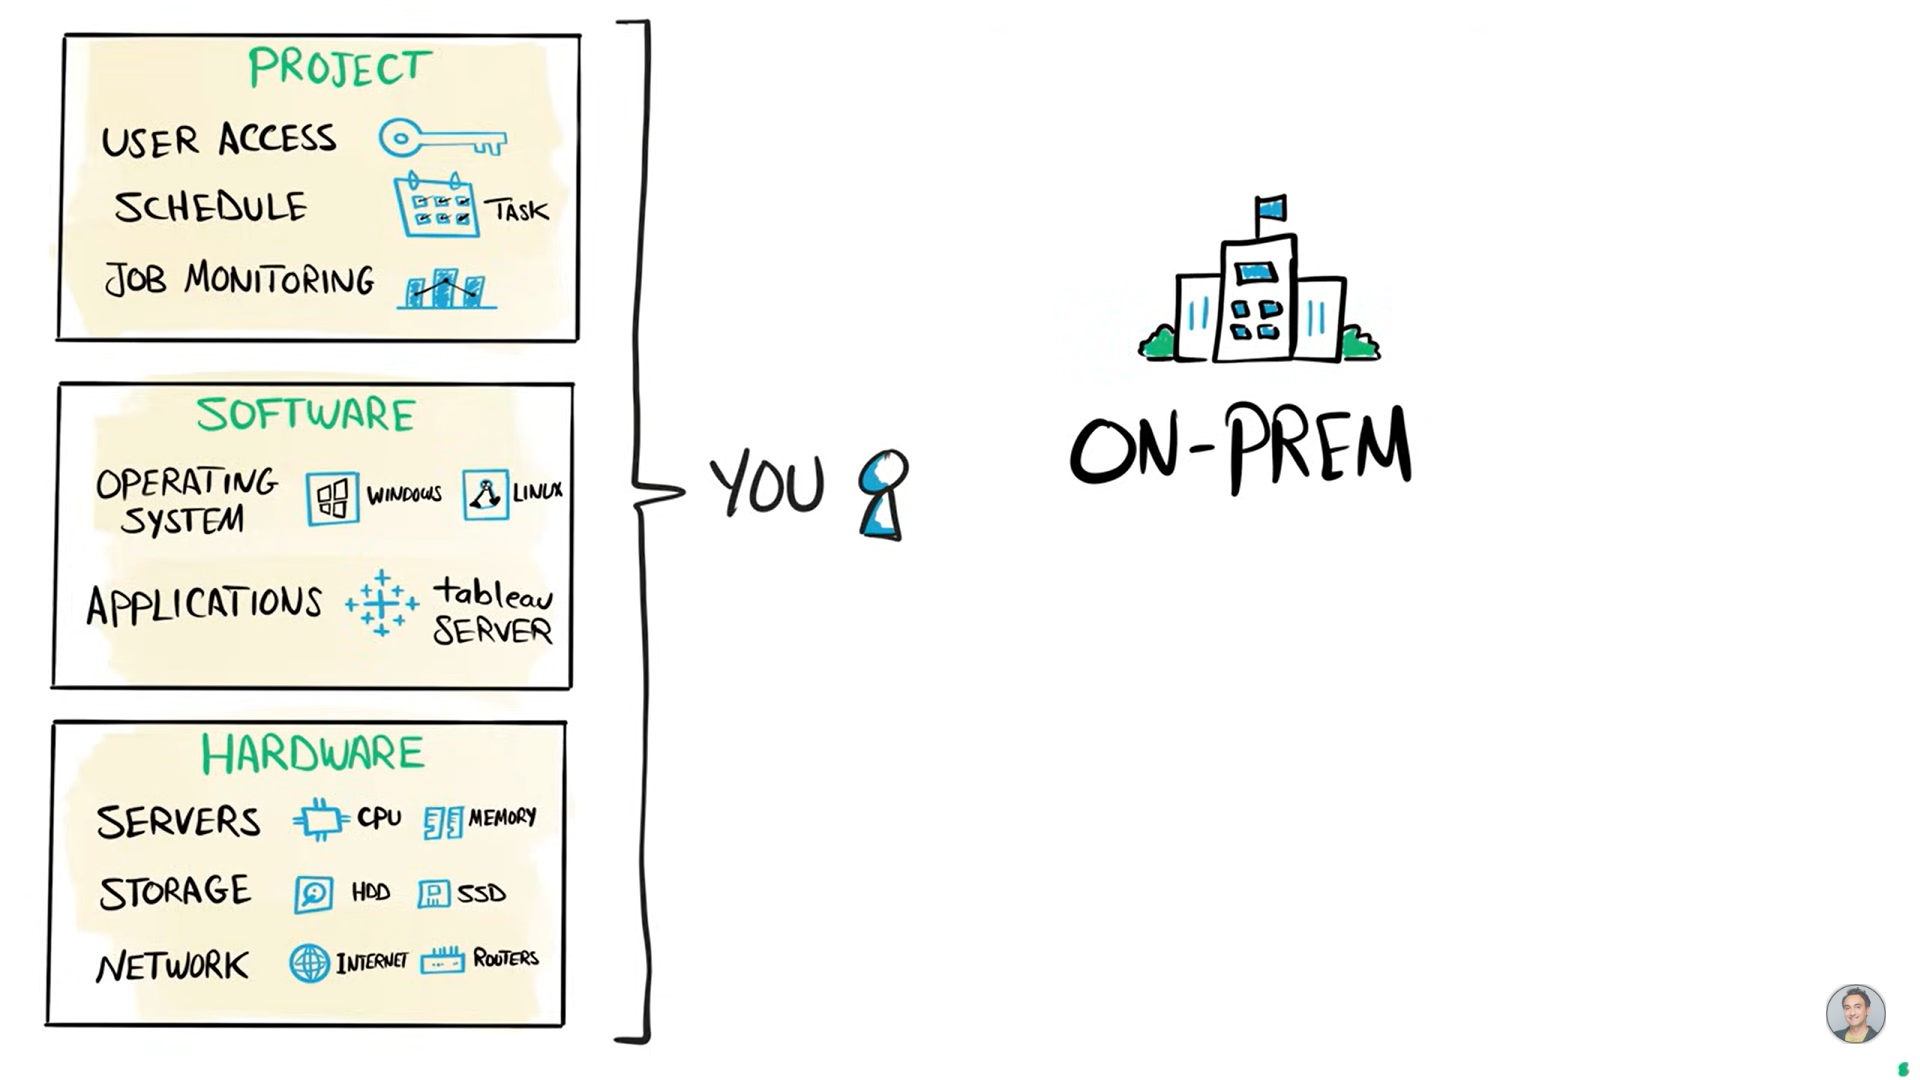 PROJECT
USER ACCESS
SCHEDULE TASK
JOB MONITORING
SOFTWARE
OPERATING SYSTEM WINDOWS LINUX
APPLICATIONS tableau SERVER
HARDWARE
SERVERS CPU MEMORY
STORAGE HDD SSD
NETWORK INTERNET ROUTERS
YOU
ON-PREM